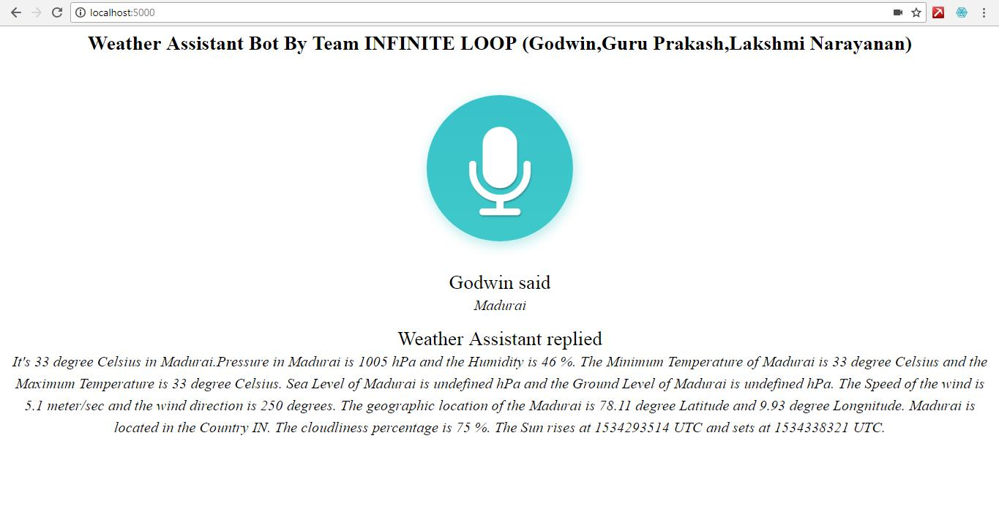 localhost:5000
Weather Assistant Bot By Team INFINITE LOOP (Godwin,Guru Prakash,Lakshmi Narayanan)
Godwin said
Madurai
Weather Assistant replied
It's 33 degree Celsius in Madurai.Pressure in Madurai is 1005 hPa and the Humidity is 46 %. The Minimum Temperature of Madurai is 33 degree Celsius and the
Maximum Temperature is 33 degree Celsius. Sea Level of Madurai is undefined hPa and the Ground Level of Madurai is undefined hPa. The Speed of the wind is
5.1 meter/sec and the wind direction is 250 degrees. The geographic location of the Madurai is 78.11 degree Latitude and 9.93 degree Longnitude. Madurai is
located in the Country IN. The cloudliness percentage is 75 %. The Sun rises at 1534293514 UTC and sets at 1534338321 UTC.